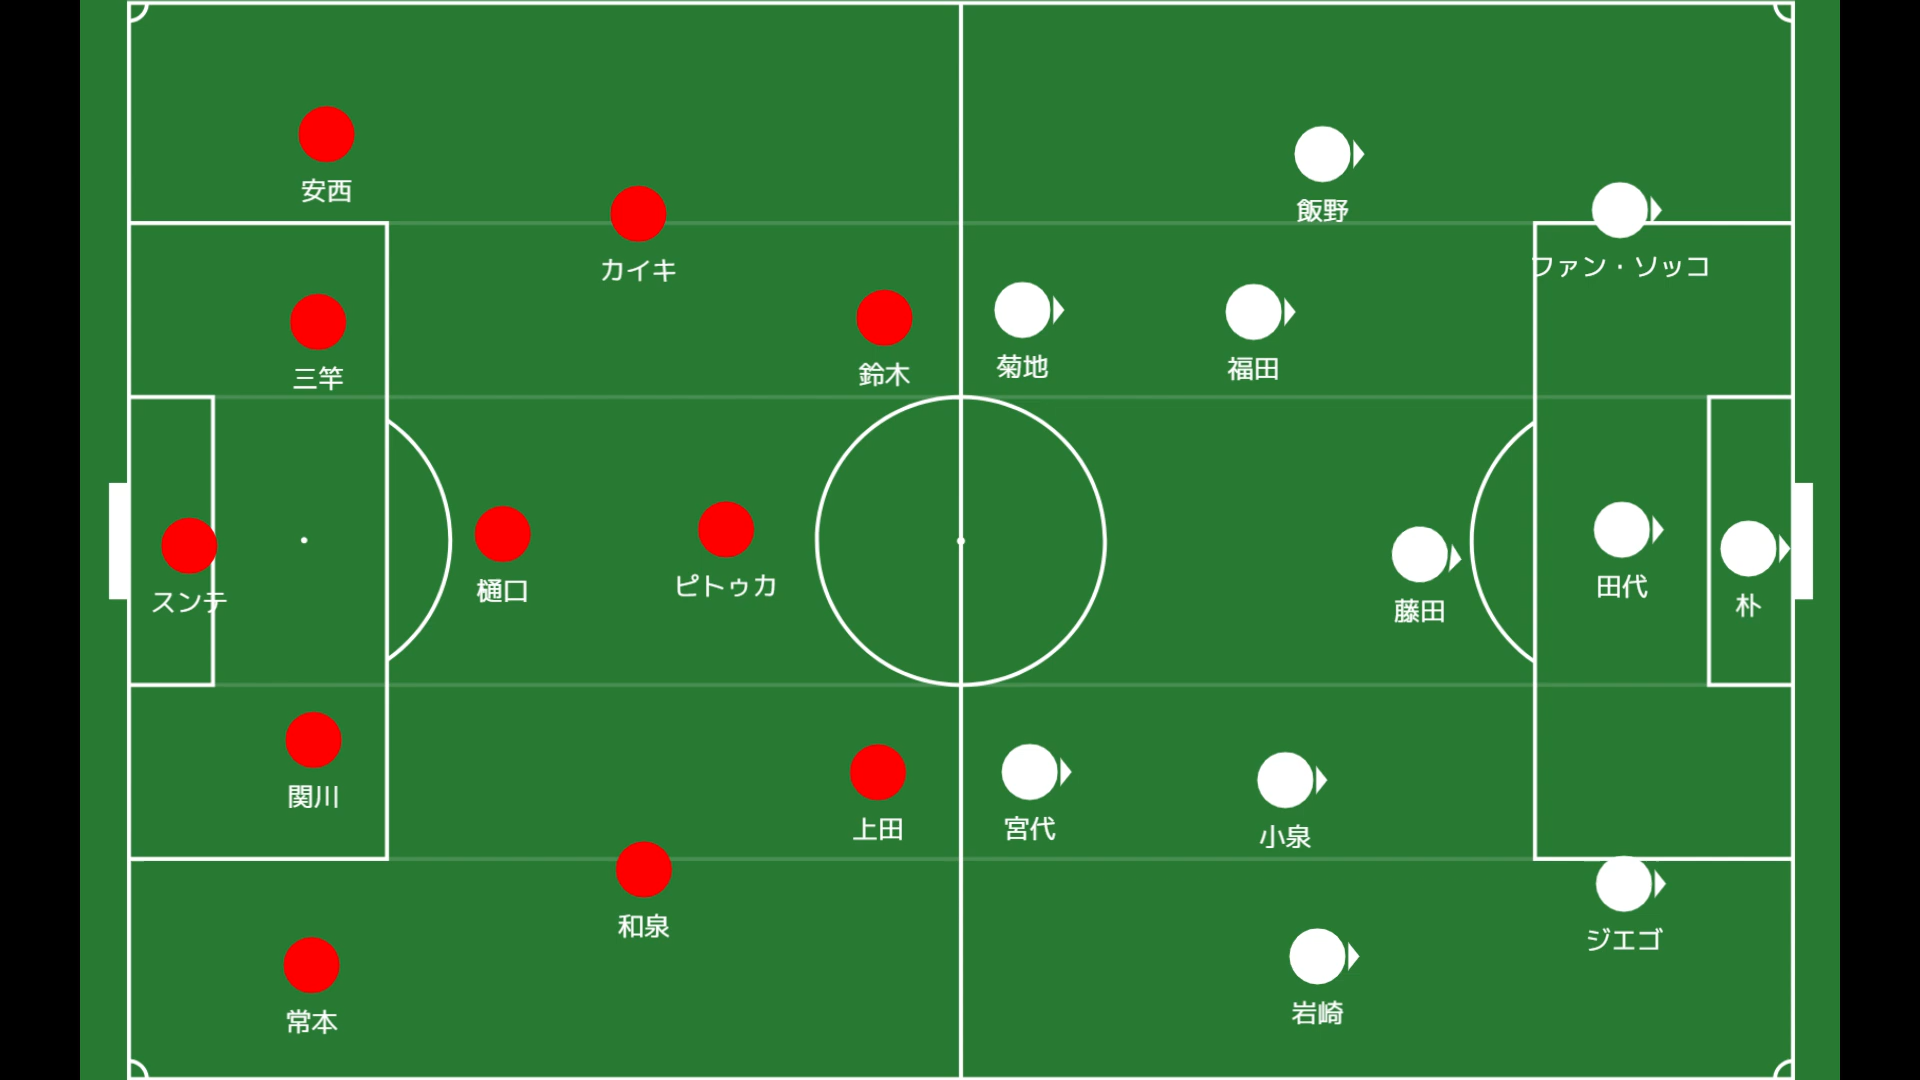 安西
飯野
カイキ
ファン・ソッコ
三竿
鈴木
菊地
福田
スンテ
樋口
ピトゥカ
藤田
田代
朴
関川
上田
宮代
小泉
和泉
ジエゴ
常本
岩崎